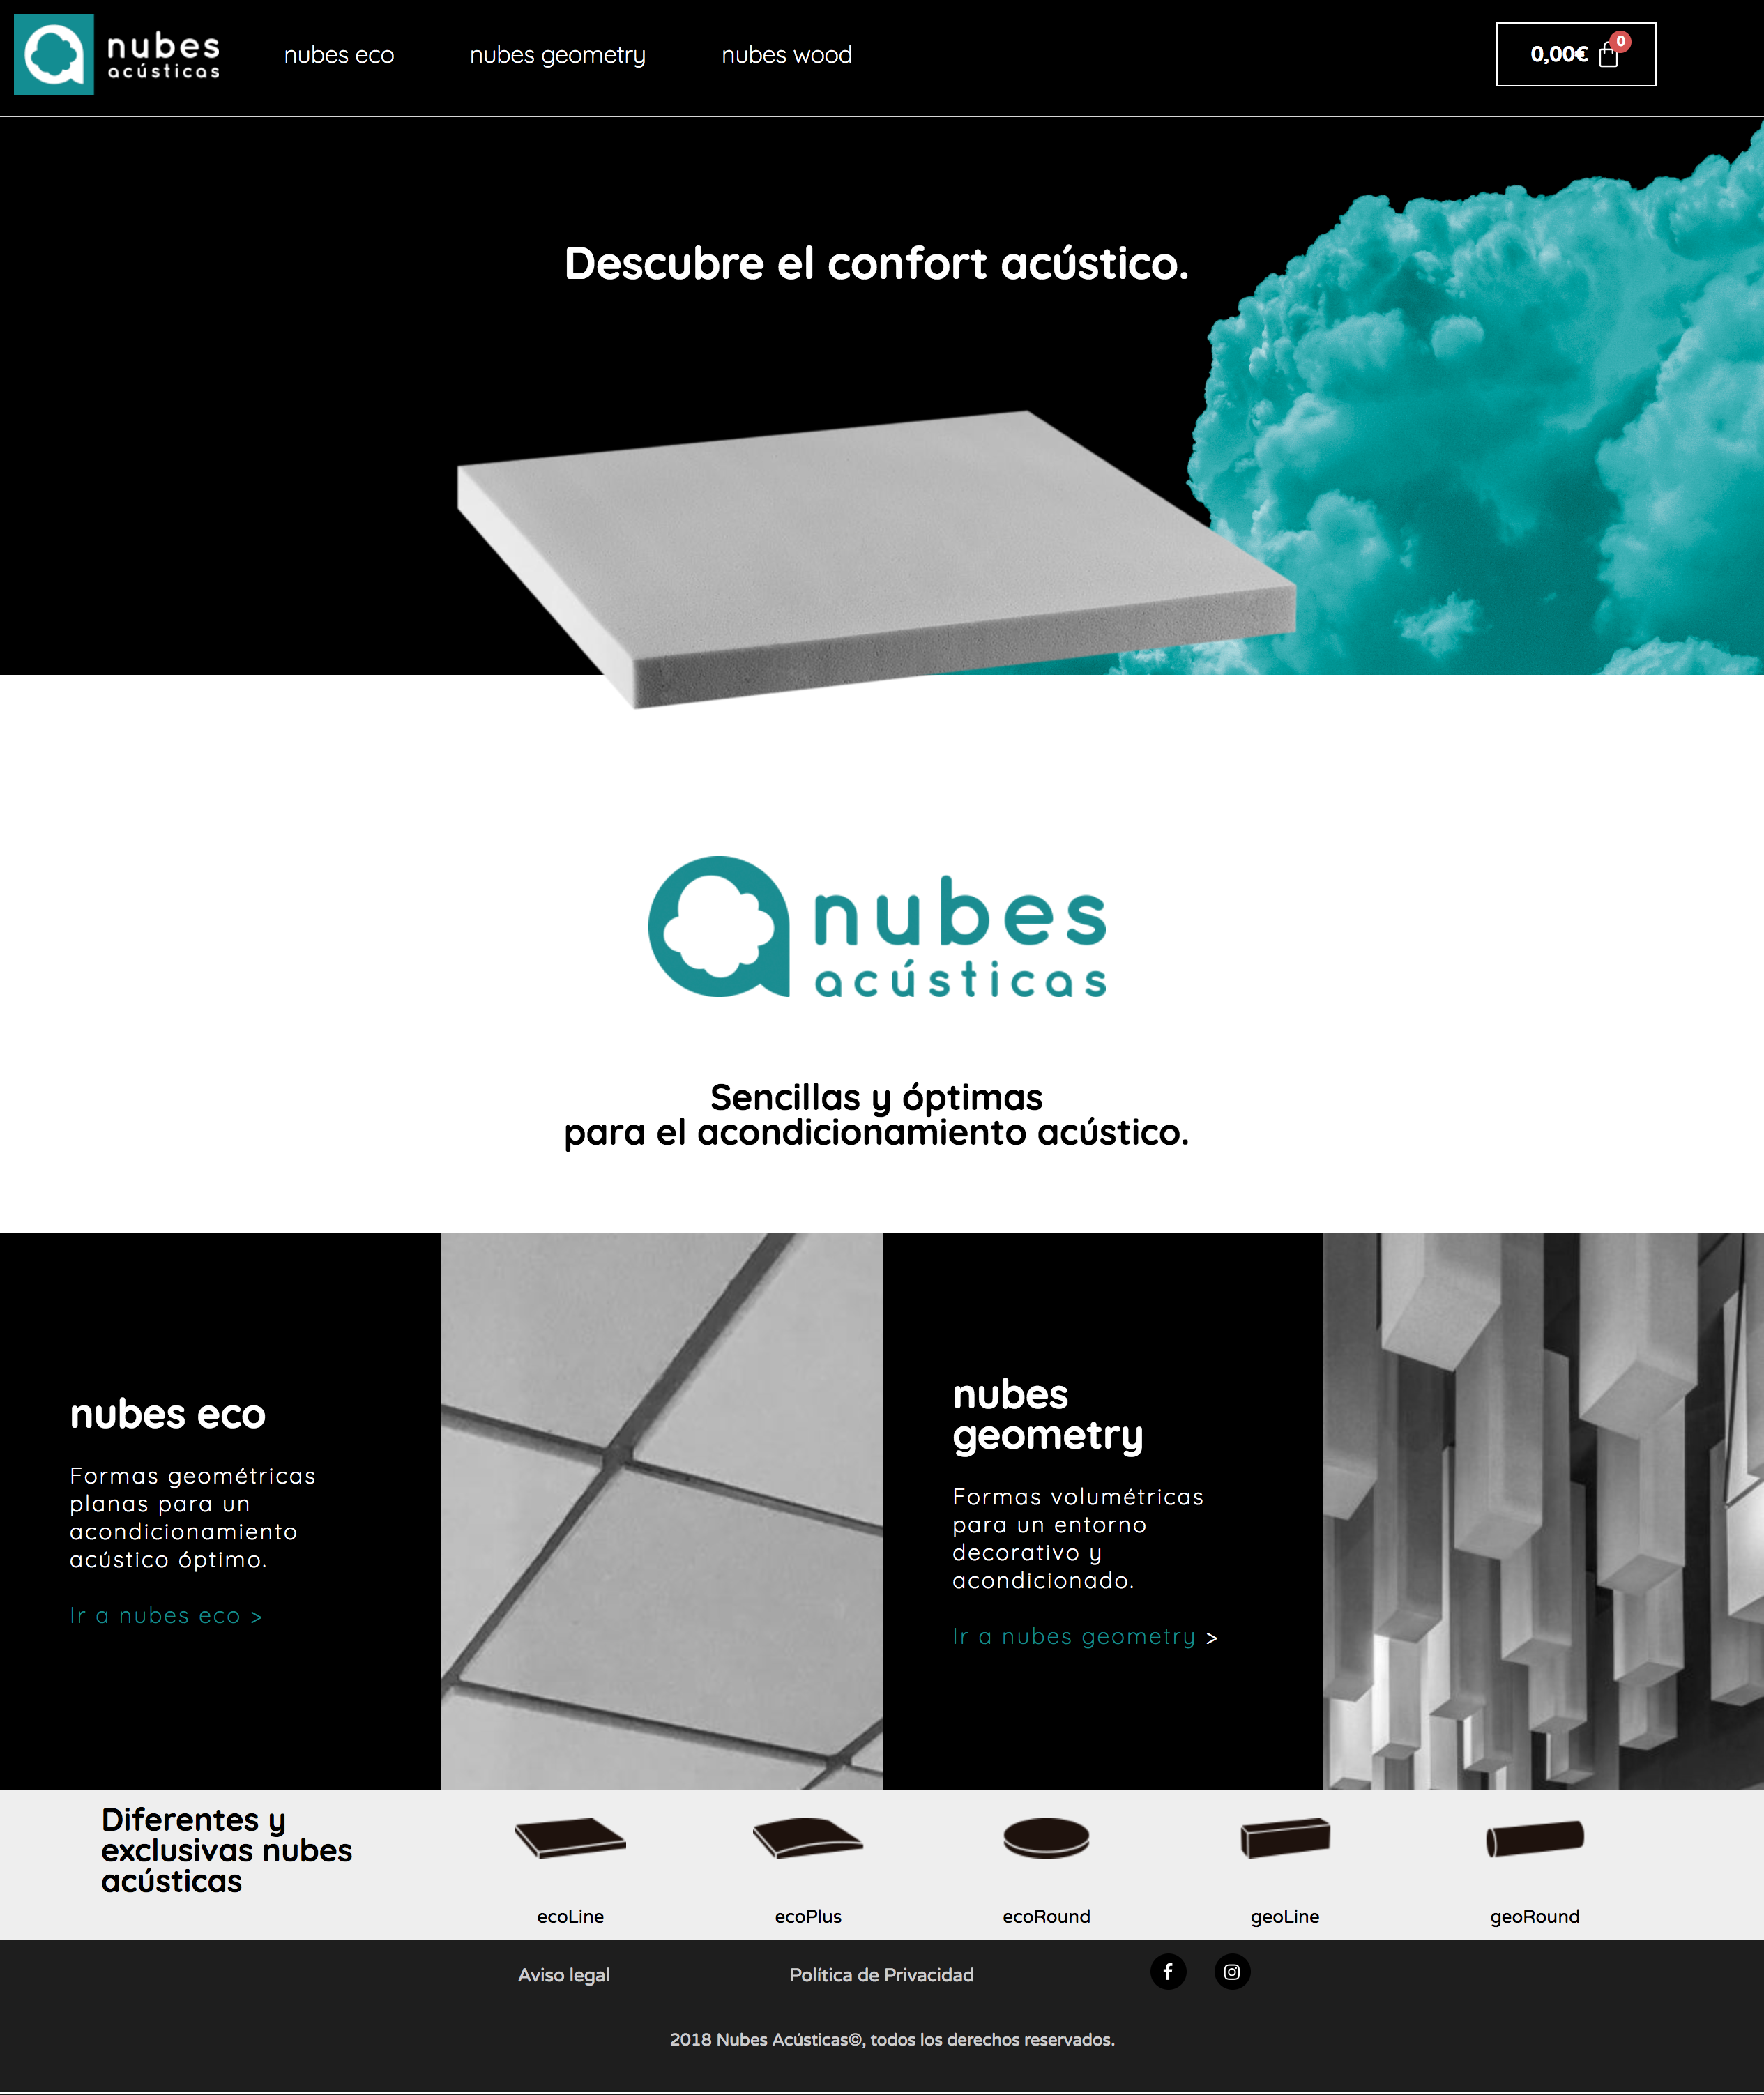 nubes
acústicas
nubes eco
nubes geometry
nubes wood
0,00€
0
Descubre el confort acústico.
nubes
acústicas
Sencillas y óptimas
para el acondicionamiento acústico.
nubes eco
Formas geométricas
planas para un
acondicionamiento
acústico óptimo.
Ir a nubes eco >
nubes
geometry
Formas volumétricas
para un entorno
decorativo y
acondicionado.
Ir a nubes geometry >
Diferentes y
exclusivas nubes
acústicas
ecoLine
ecoPlus
ecoRound
geoLine
geoRound
Aviso legal
Política de Privacidad
2018 Nubes Acústicas©, todos los derechos reservados.